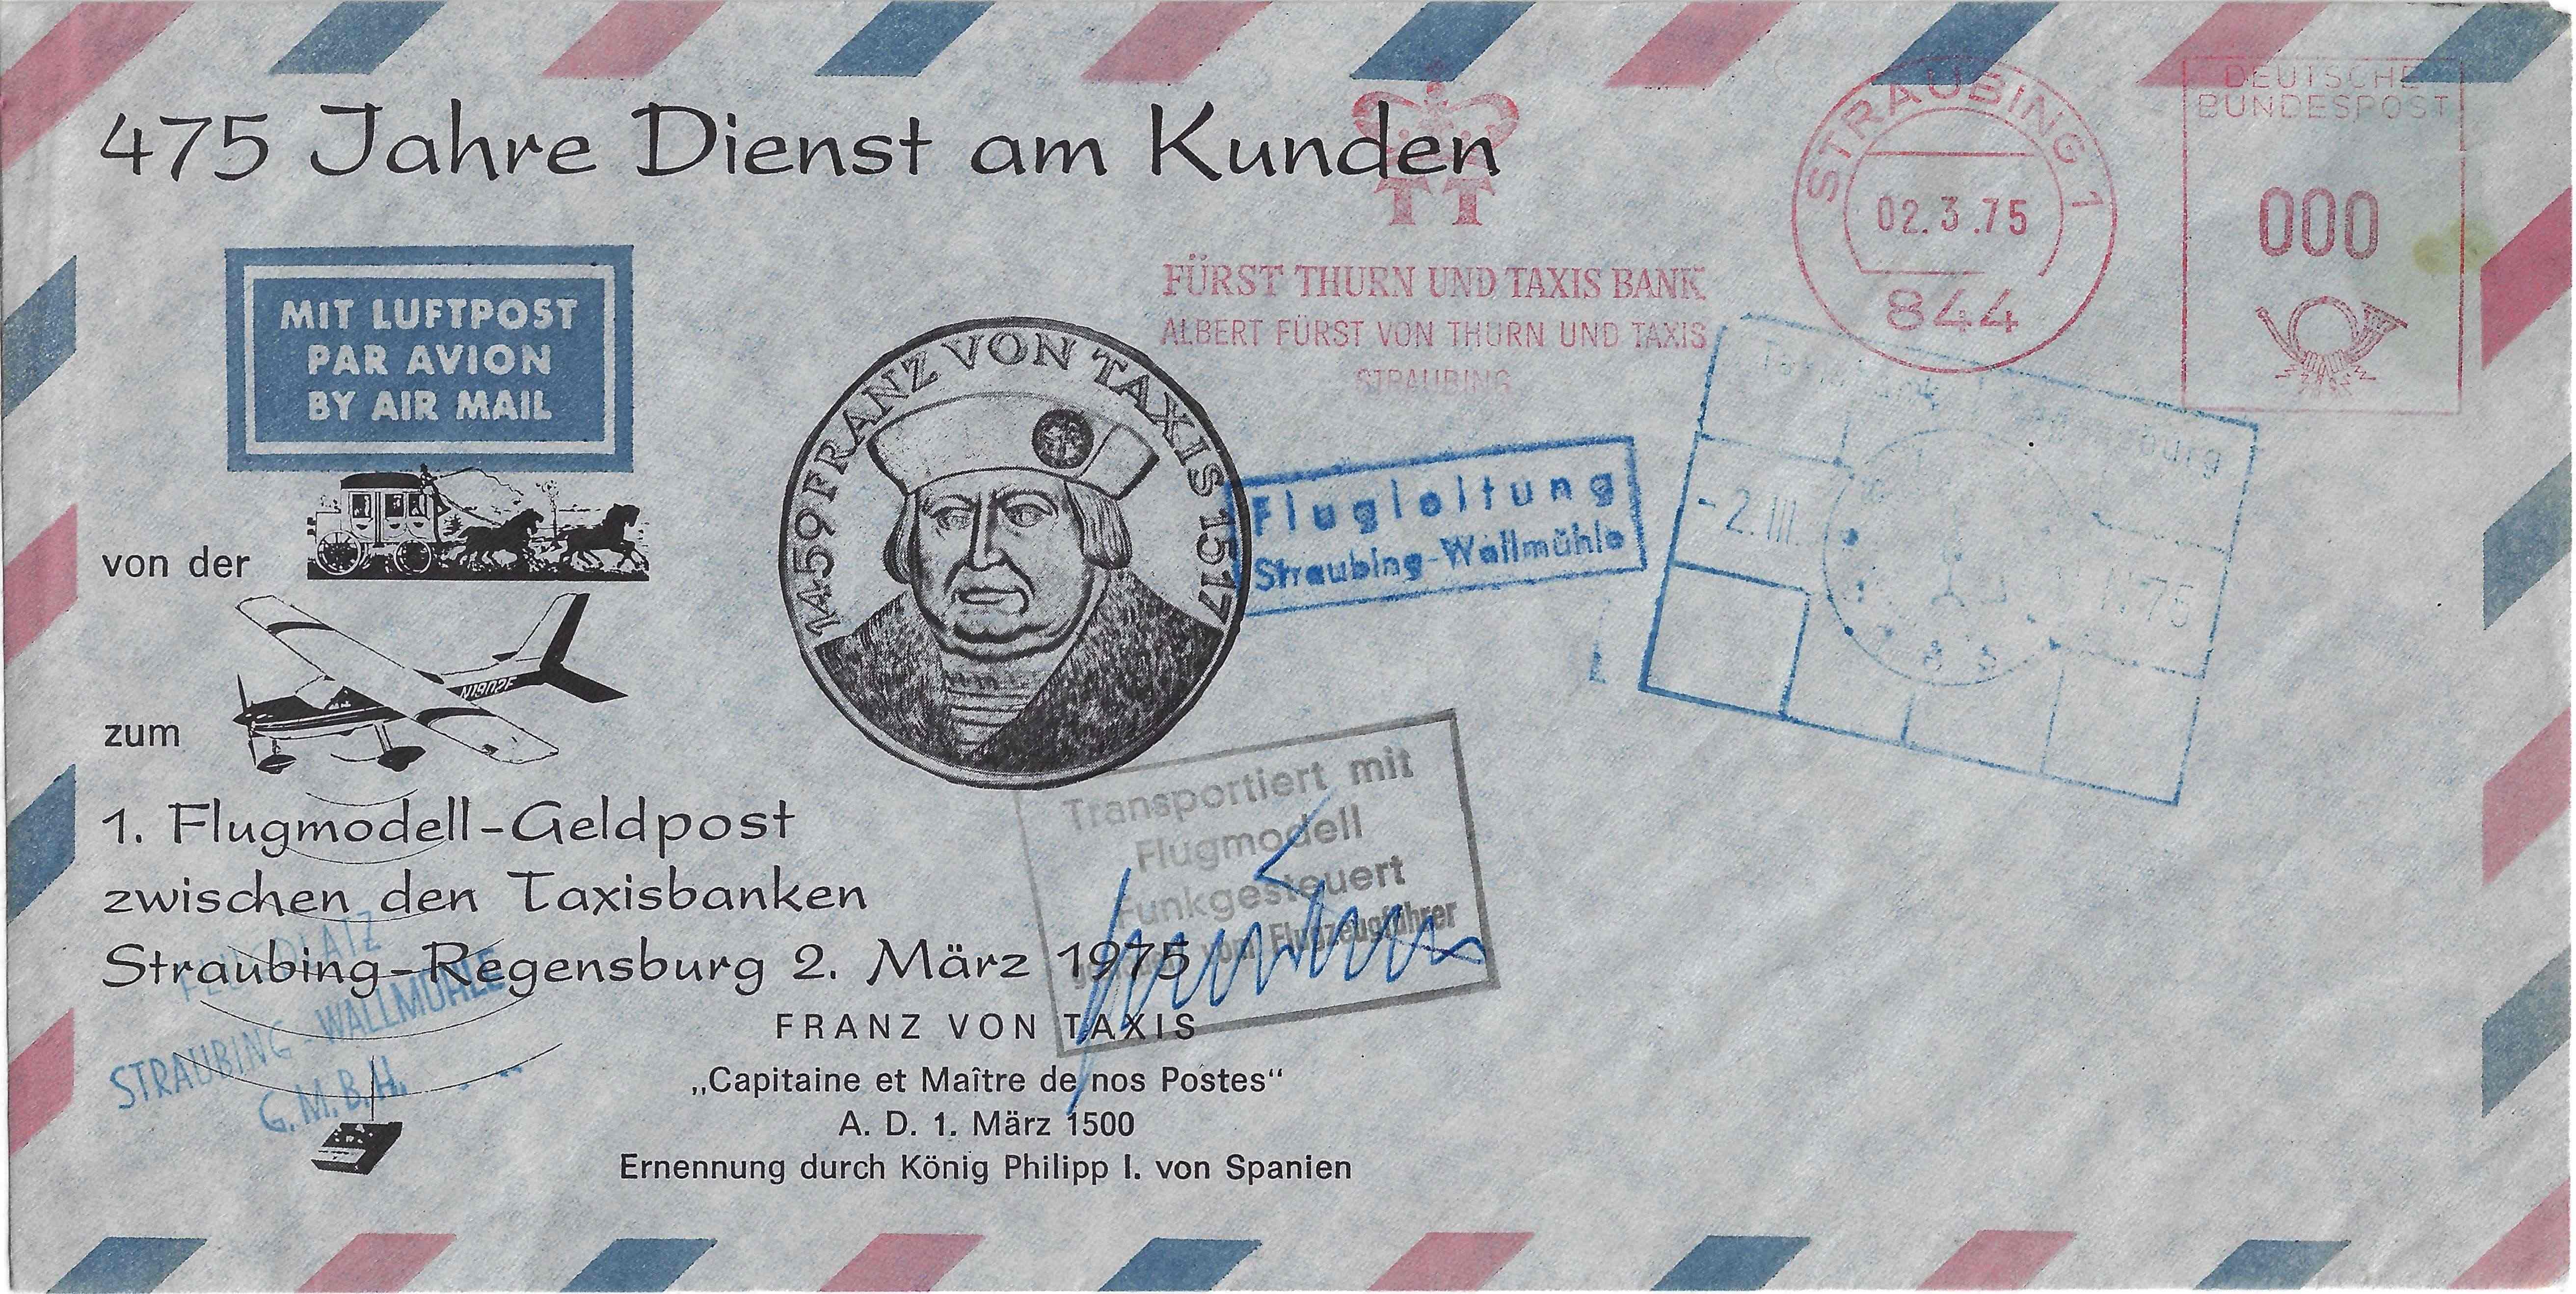 475 Jahre Dienst am Kunden
TT
FÜRST THURN UND TAXIS BANK
ALBERT FÜRST VON THURN UND TAXIS
STRAUBING
STRAUBING 1
02.3.75
844
DEUTSCHE
BUNDESPOST
000
MIT LUFTPOST
PAR AVION
BY AIR MAIL
1459 FRANZ VON TAXIS 1517
Flugleitung
Straubing-Wallmühle
-2.III.
von der
N1902F
zum
1. Flugmodell-Geldpost
zwischen den Taxisbanken
Straubing-Regensburg 2. März 1975
Transportiert mit
Flugmodell
Funkgesteuert
vom Flugzeugführer
FLUGPLATZ
STRAUBING-WALLMÜHLE
G.M.B.H.
FRANZ VON TAXIS
„Capitaine et Maître de nos Postes“
A. D. 1. März 1500
Ernennung durch König Philipp I. von Spanien